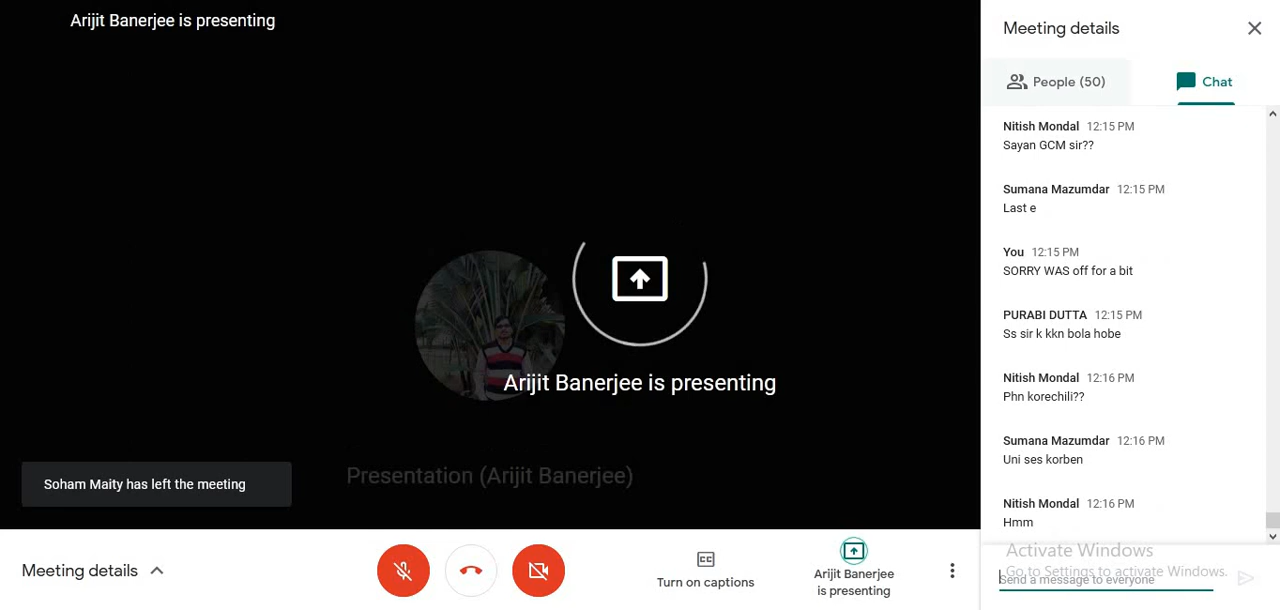 Arijit Banerjee is presenting
Arijit Banerjee is presenting
Presentation (Arijit Banerjee)
Soham Maity has left the meeting
Meeting details
CC
Turn on captions
Arijit Banerjee
is presenting
Meeting details
People (50)
Chat
Nitish Mondal 12:15 PM
Sayan GCM sir??
Sumana Mazumdar 12:15 PM
Last e
You 12:15 PM
SORRY WAS off for a bit
PURABI DUTTA 12:15 PM
Ss sir k kkn bola hobe
Nitish Mondal 12:16 PM
Phn korechili??
Sumana Mazumdar 12:16 PM
Uni ses korben
Nitish Mondal 12:16 PM
Hmm
Activate Windows
Go to Settings to activate Windows.
Send a message to everyone